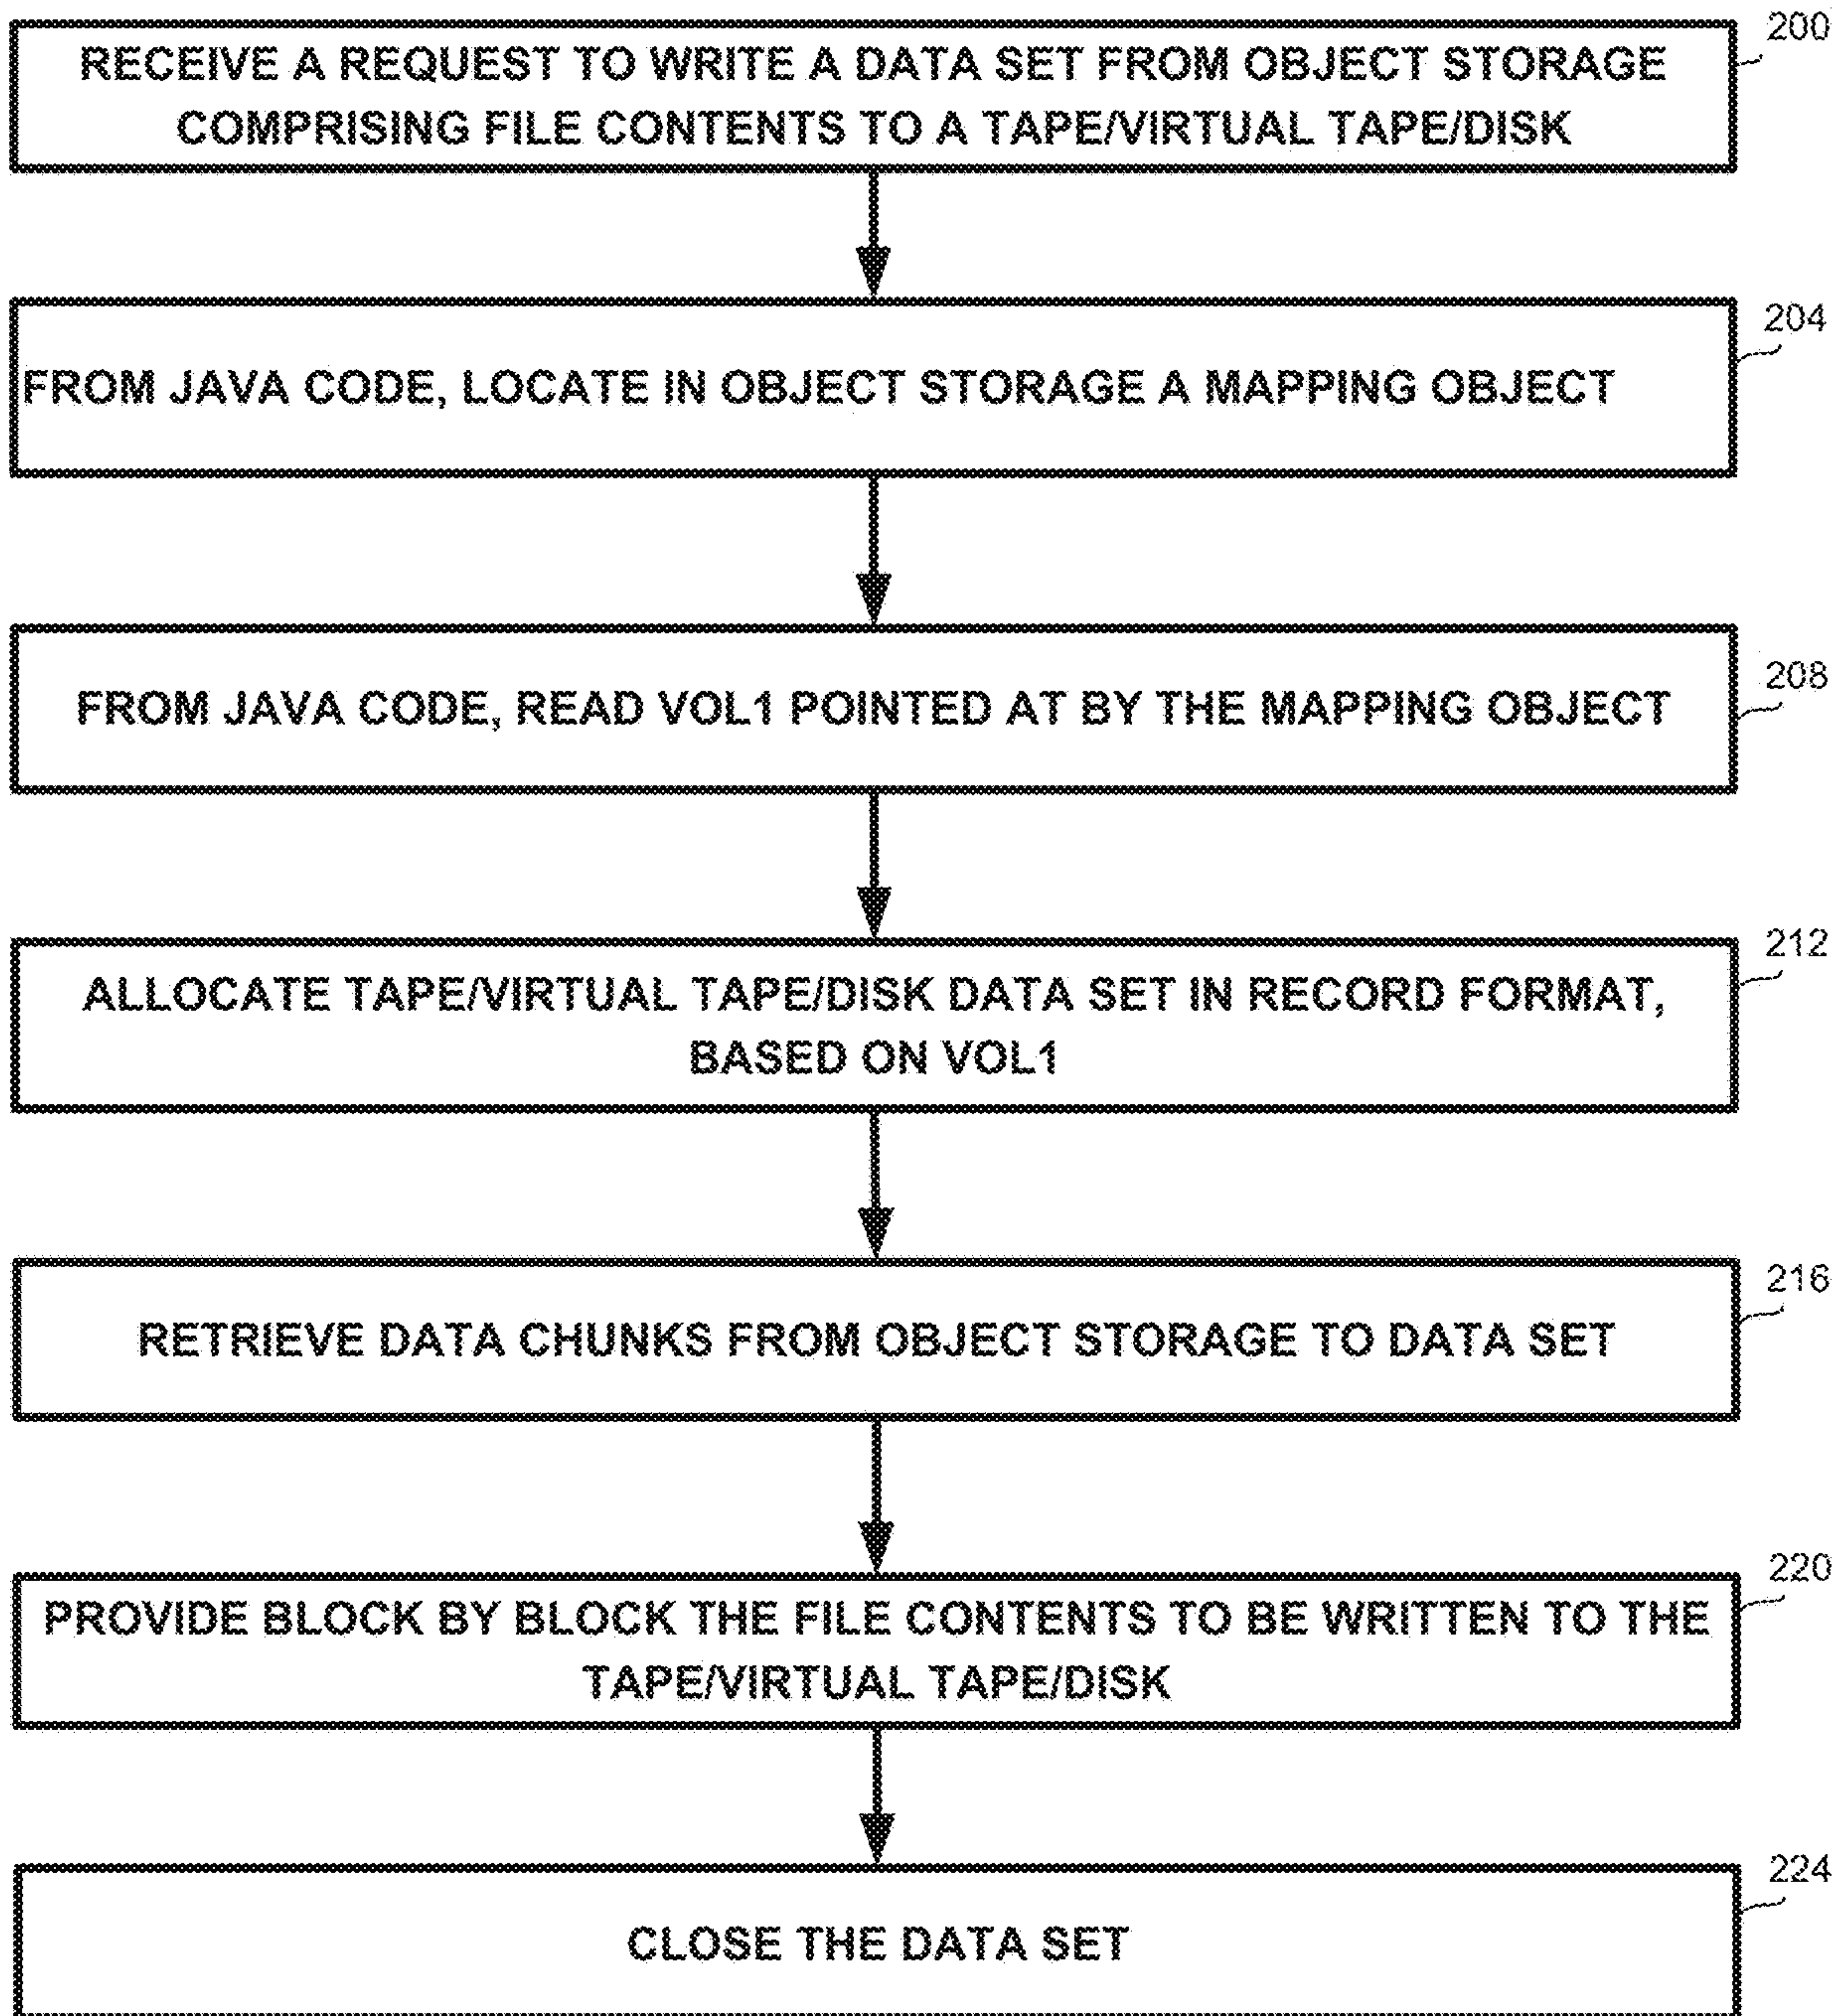 200
RECEIVE A REQUEST TO WRITE A DATA SET FROM OBJECT STORAGE
COMPRISING FILE CONTENTS TO A TAPE/VIRTUAL TAPE/DISK
204
FROM JAVA CODE, LOCATE IN OBJECT STORAGE A MAPPING OBJECT
208
FROM JAVA CODE, READ VOL1 POINTED AT BY THE MAPPING OBJECT
212
ALLOCATE TAPE/VIRTUAL TAPE/DISK DATA SET IN RECORD FORMAT,
BASED ON VOL1
216
RETRIEVE DATA CHUNKS FROM OBJECT STORAGE TO DATA SET
220
PROVIDE BLOCK BY BLOCK THE FILE CONTENTS TO BE WRITTEN TO THE
TAPE/VIRTUAL TAPE/DISK
224
CLOSE THE DATA SET